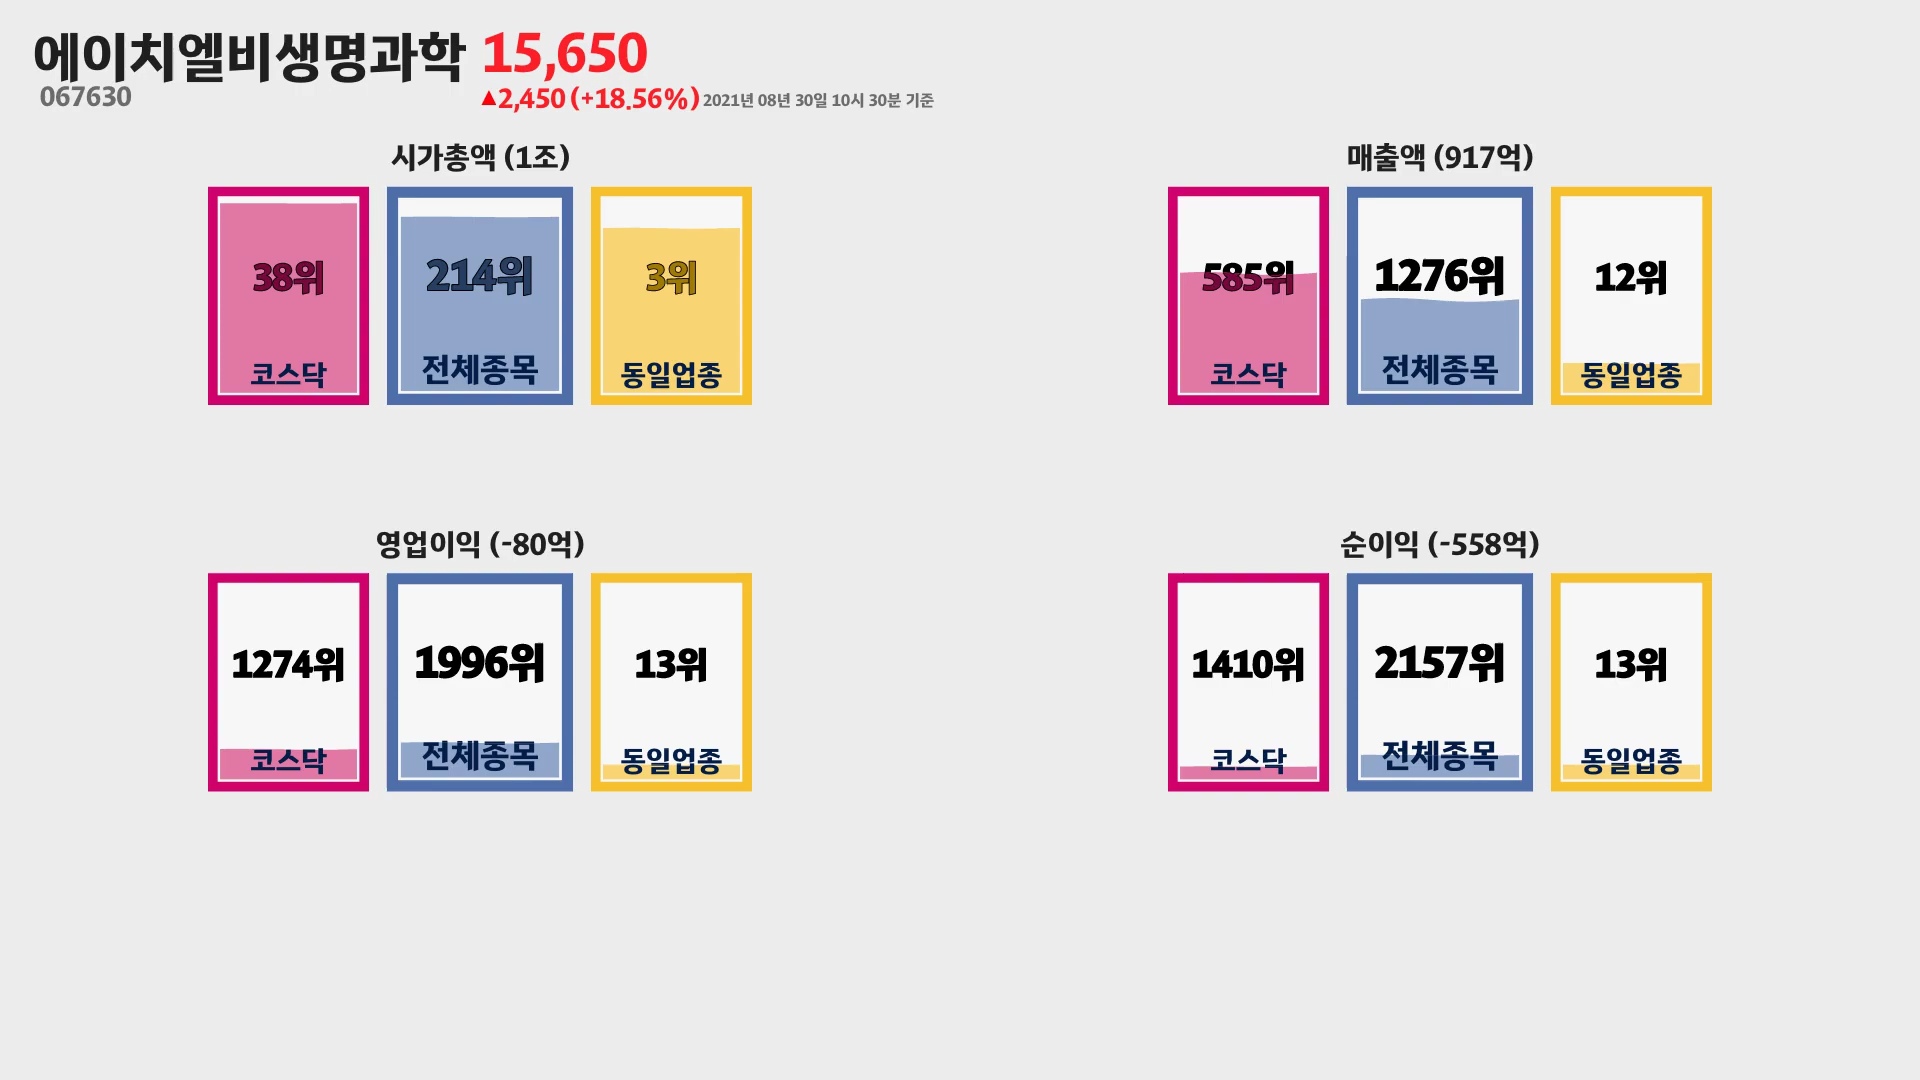 에이치엘비생명과학 15,650
067630
▲2,450 (+18.56%) 2021년 08년 30일 10시 30분 기준
시가총액 (1조)
38위
214위
3위
코스닥
전체종목
동일업종
매출액 (917억)
585위
1276위
12위
코스닥
전체종목
동일업종
영업이익 (-80억)
1274위
1996위
13위
코스닥
전체종목
동일업종
순이익 (-558억)
1410위
2157위
13위
코스닥
전체종목
동일업종